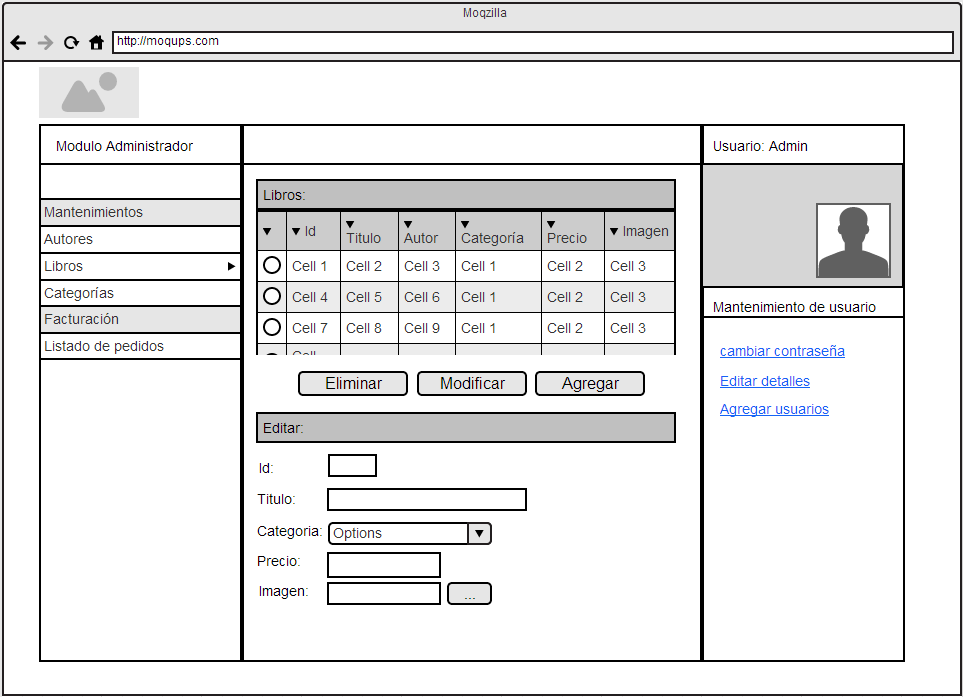 Moqzilla
http://moqups.com
Modulo Administrador
Usuario: Admin
Mantenimientos
Autores
Libros
Categorías
Facturación
Listado de pedidos
Libros:
Id Titulo Autor Categoría Precio Imagen
Cell 1 Cell 2 Cell 3 Cell 1 Cell 2 Cell 3
Cell 4 Cell 5 Cell 6 Cell 1 Cell 2 Cell 3
Cell 7 Cell 8 Cell 9 Cell 1 Cell 2 Cell 3
Cell
Eliminar Modificar Agregar
Editar:
Id:
Titulo:
Categoria: Options
Precio:
Imagen: ...
Mantenimiento de usuario
cambiar contraseña
Editar detalles
Agregar usuarios